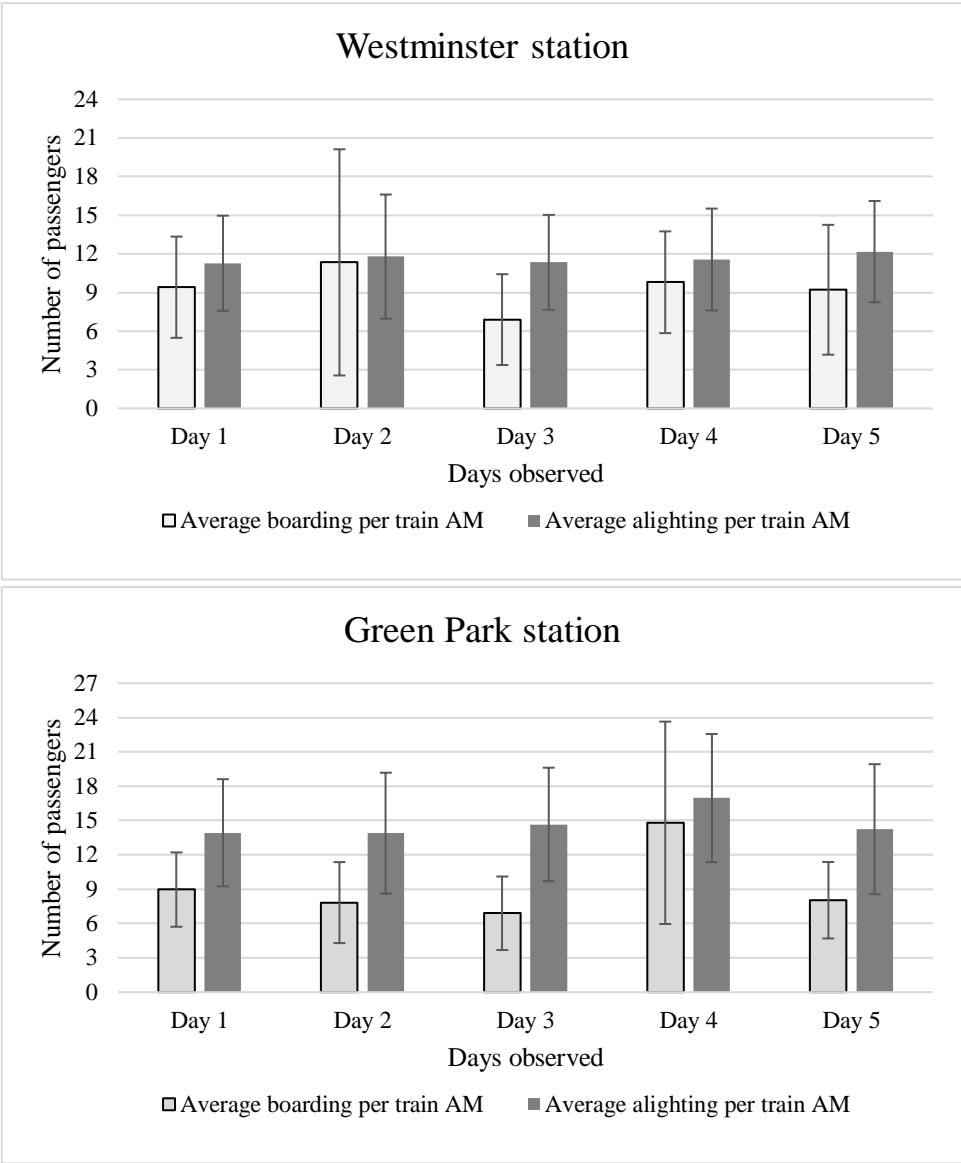 Westminster station
24
21
18
15
12
9
6
3
0
Number of passengers
Day 1 Day 2 Day 3 Day 4 Day 5
Days observed
Average boarding per train AM Average alighting per train AM
Green Park station
27
24
21
18
15
12
9
6
3
0
Number of passengers
Day 1 Day 2 Day 3 Day 4 Day 5
Days observed
Average boarding per train AM Average alighting per train AM